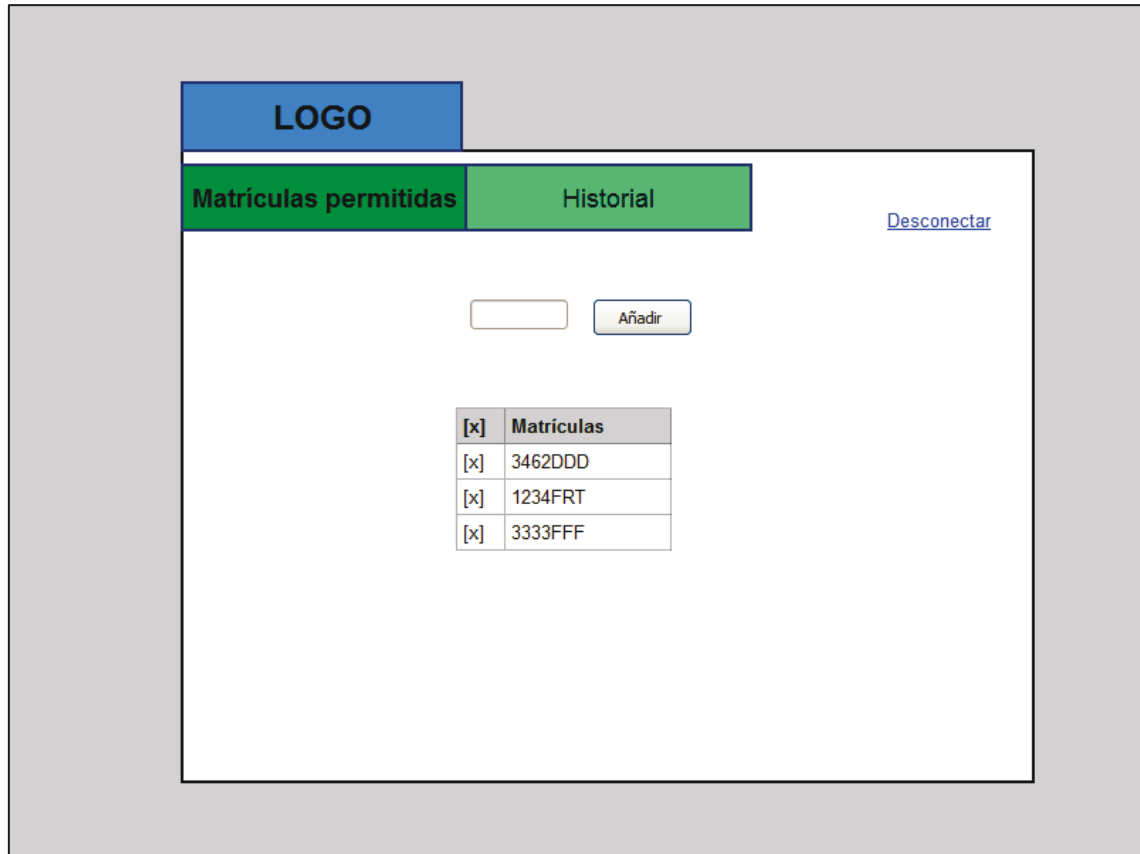 LOGO
Matrículas permitidas
Historial
Desconectar
Añadir
[x] Matrículas
[x] 3462DDD
[x] 1234FRT
[x] 3333FFF